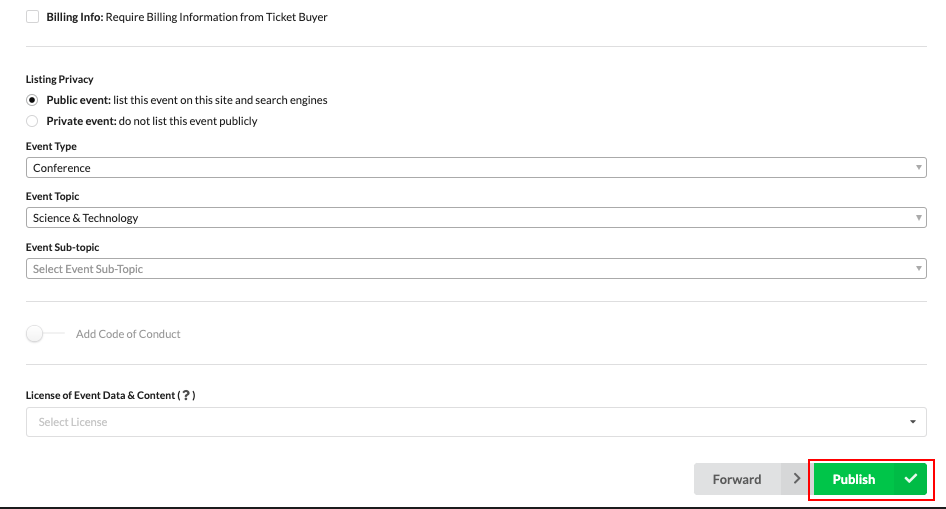 Billing Info: Require Billing Information from Ticket Buyer
Listing Privacy
Public event: list this event on this site and search engines
Private event: do not list this event publicly
Event Type
Conference
Event Topic
Science & Technology
Event Sub-topic
Select Event Sub-Topic
Add Code of Conduct
License of Event Data & Content ( ? )
Select License
Forward
Publish